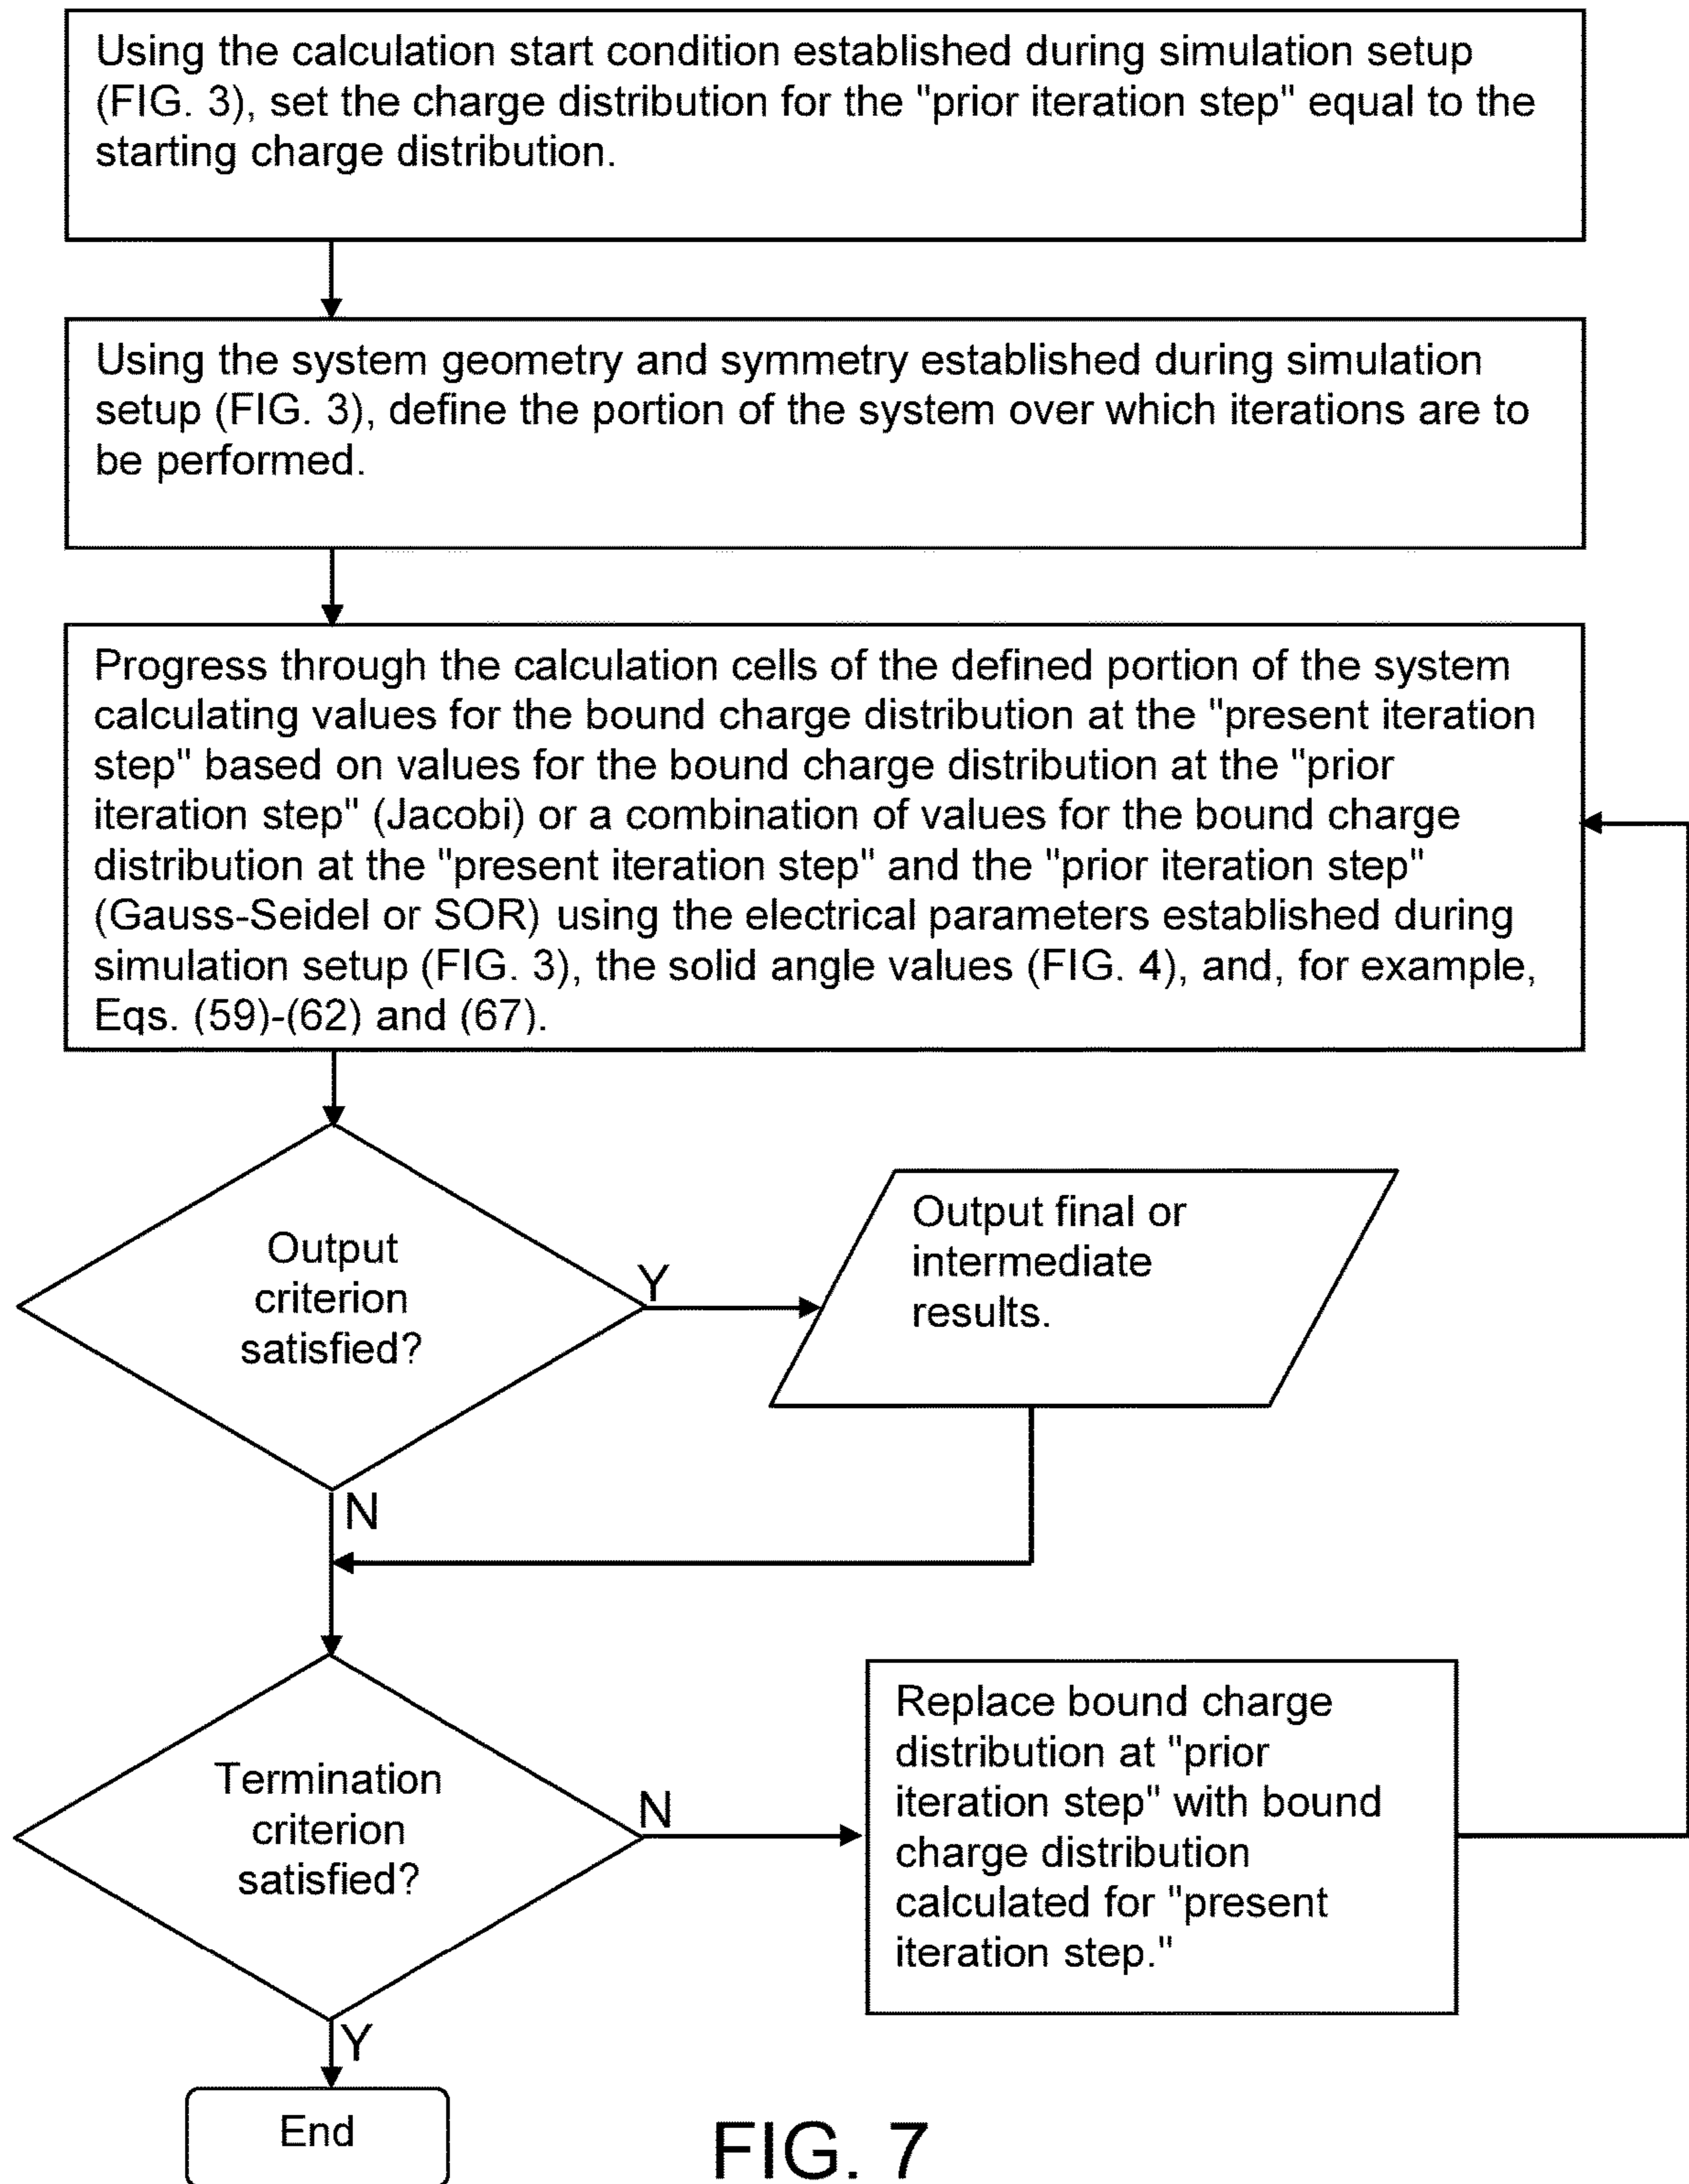 Using the calculation start condition established during simulation setup
(FIG. 3), set the charge distribution for the "prior iteration step" equal to the
starting charge distribution.
Using the system geometry and symmetry established during simulation
setup (FIG. 3), define the portion of the system over which iterations are to
be performed.
Progress through the calculation cells of the defined portion of the system
calculating values for the bound charge distribution at the "present iteration
step" based on values for the bound charge distribution at the "prior
iteration step" (Jacobi) or a combination of values for the bound charge
distribution at the "present iteration step" and the "prior iteration step"
(Gauss-Seidel or SOR) using the electrical parameters established during
simulation setup (FIG. 3), the solid angle values (FIG. 4), and, for example,
Eqs. (59)-(62) and (67).
Output
criterion
satisfied?
Y
Output final or
intermediate
results.
N
Termination
criterion
satisfied?
N
Replace bound charge
distribution at "prior
iteration step" with bound
charge distribution
calculated for "present
iteration step."
Y
End
FIG. 7